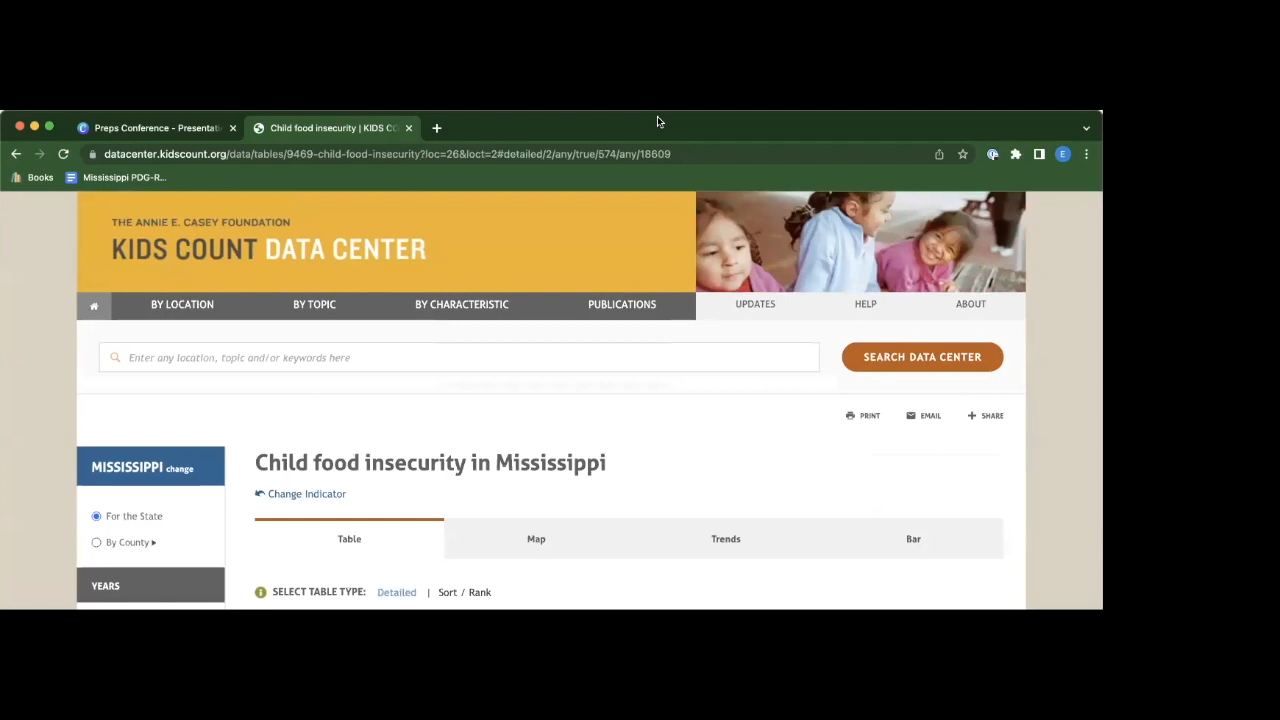 Preps Conference - Presentati
Child food insecurity | KIDS CO
datacenter.kidscount.org/data/tables/9469-child-food-insecurity?loc=26&loct=2#detailed/2/any/true/574/any/18609
E
Books
Mississippi PDG-R...
THE ANNIE E. CASEY FOUNDATION
KIDS COUNT DATA CENTER
BY LOCATION
BY TOPIC
BY CHARACTERISTIC
PUBLICATIONS
UPDATES
HELP
ABOUT
Enter any location, topic and/or keywords here
SEARCH DATA CENTER
PRINT
EMAIL
SHARE
MISSISSIPPI change
Child food insecurity in Mississippi
Change Indicator
For the State
By County
Table
Map
Trends
Bar
YEARS
SELECT TABLE TYPE: Detailed | Sort / Rank